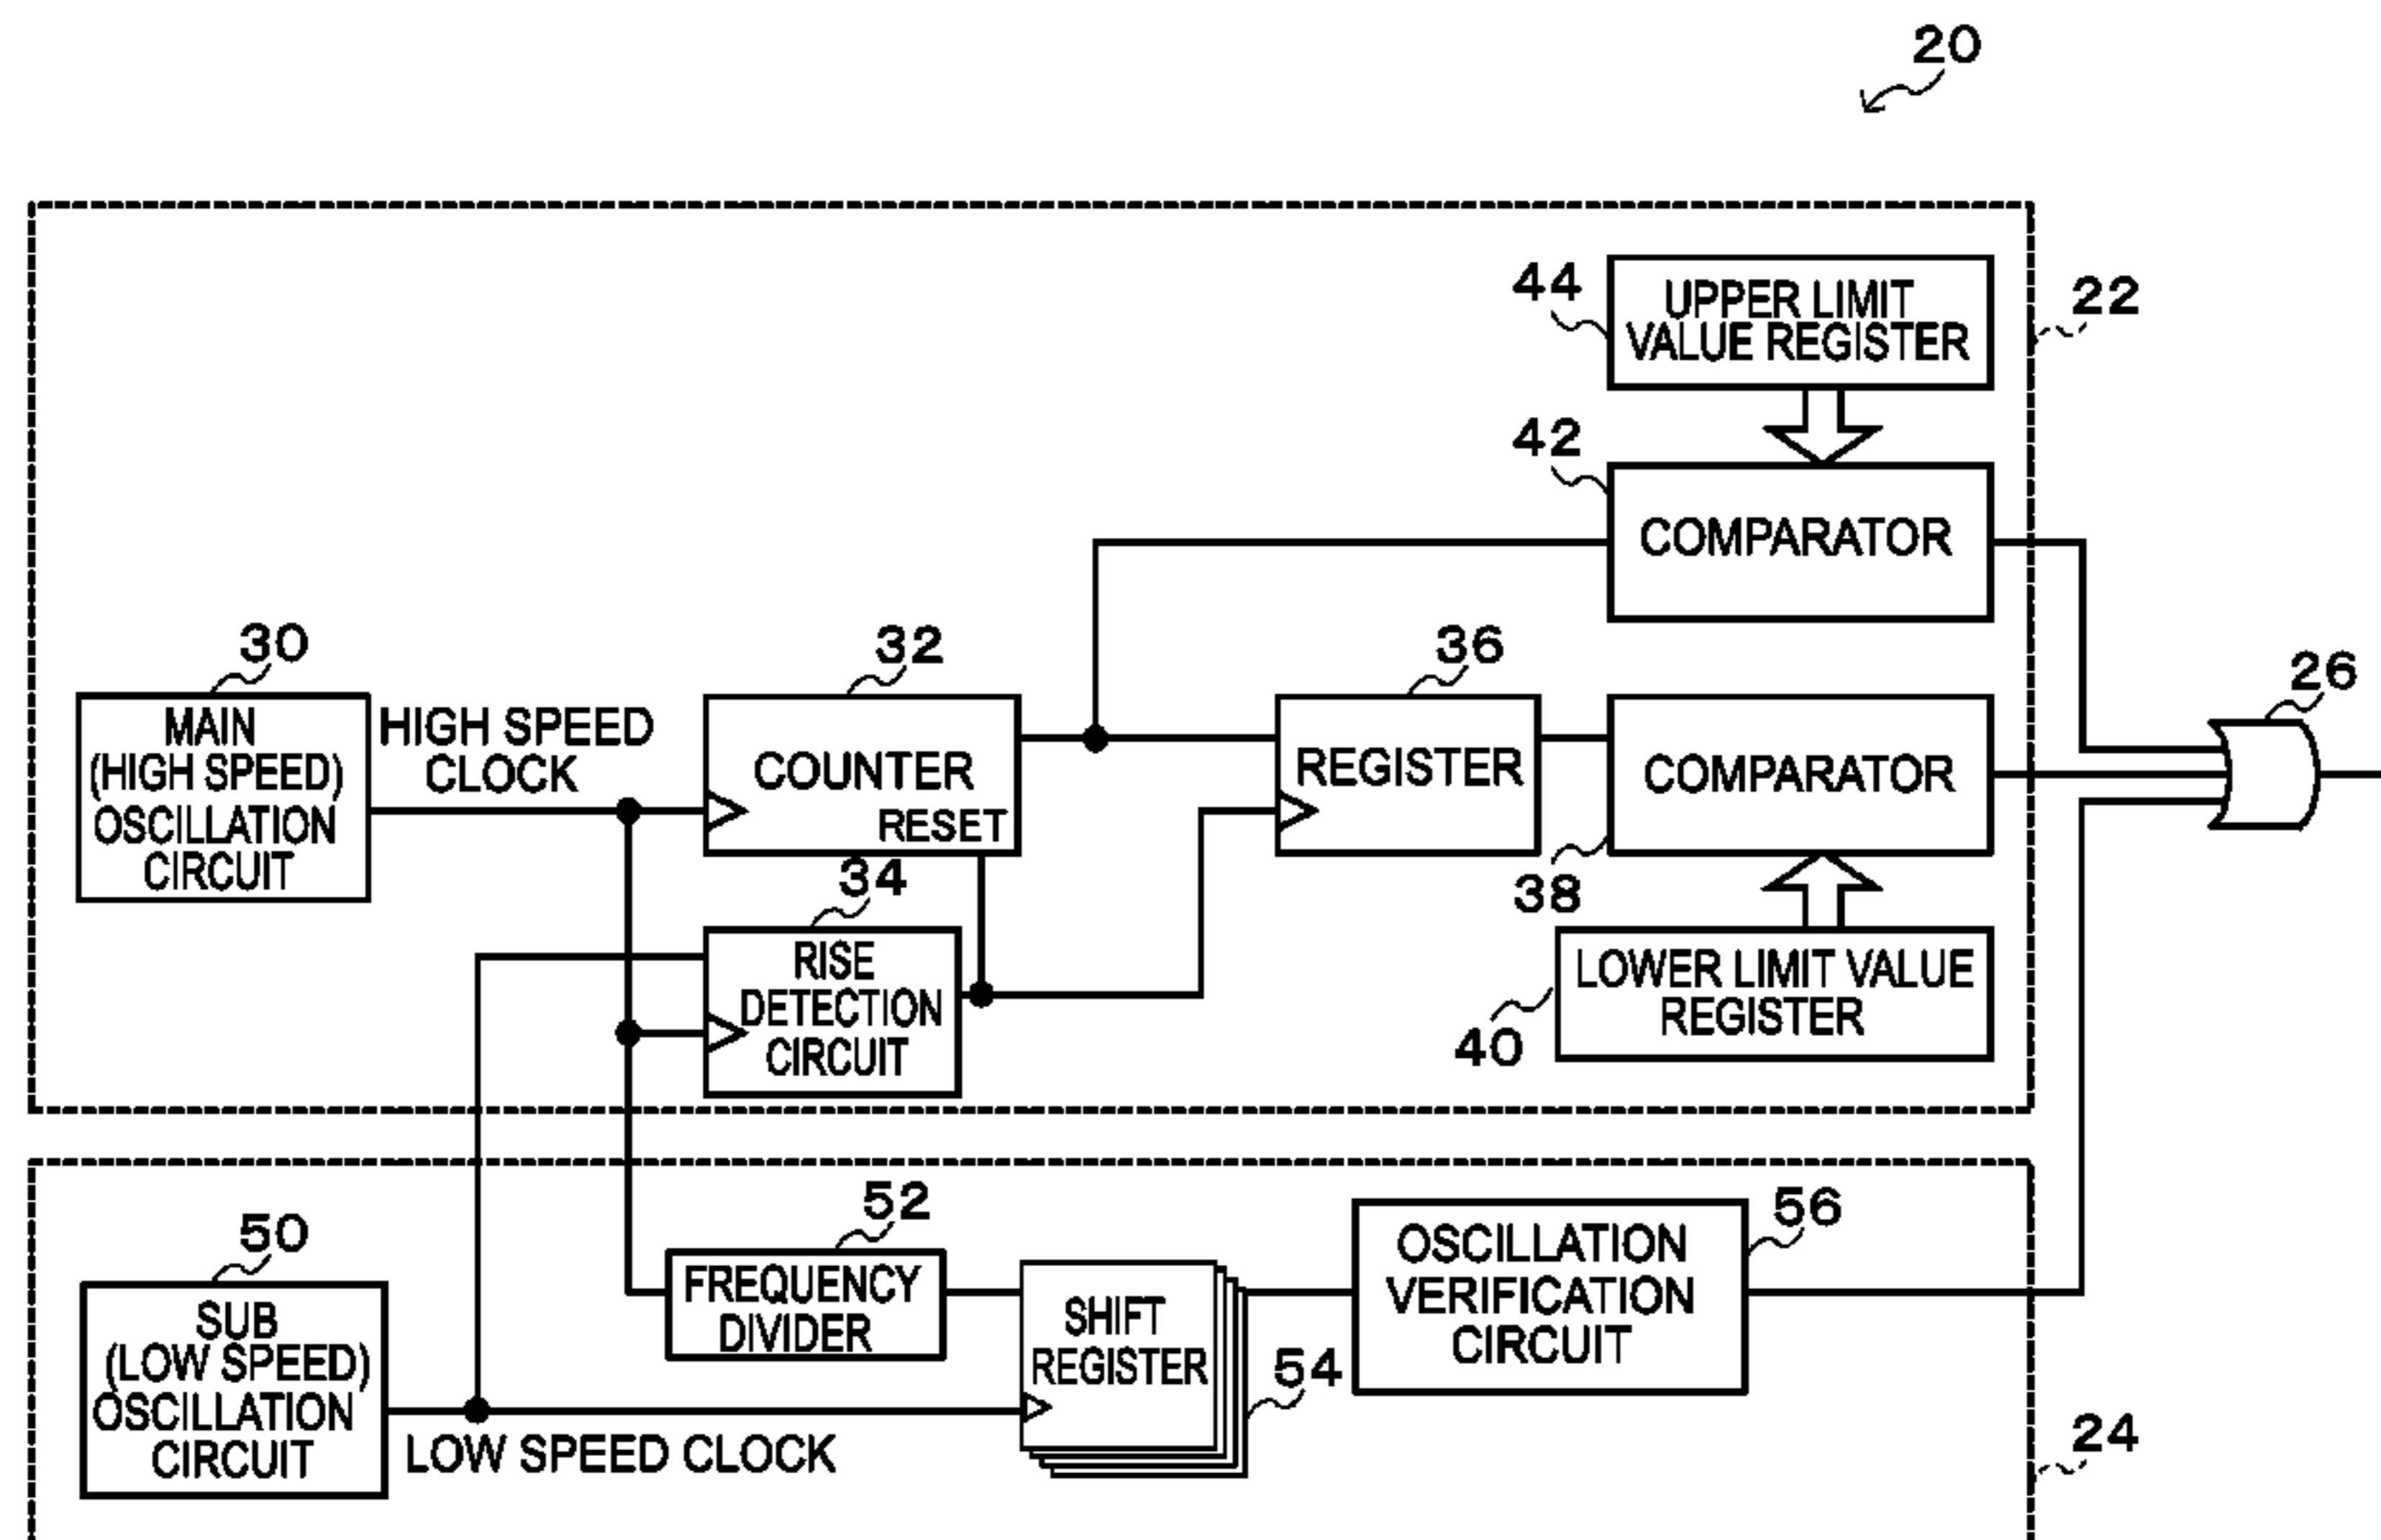 20
22
44
UPPER LIMIT
VALUE REGISTER
42
COMPARATOR
30
MAIN
(HIGH SPEED)
OSCILLATION
CIRCUIT
HIGH SPEED
CLOCK
32
COUNTER
RESET
36
REGISTER
COMPARATOR
38
26
34
RISE
DETECTION
CIRCUIT
40
LOWER LIMIT VALUE
REGISTER
50
SUB
(LOW SPEED)
OSCILLATION
CIRCUIT
LOW SPEED CLOCK
52
FREQUENCY
DIVIDER
SHIFT
REGISTER
54
OSCILLATION
VERIFICATION
CIRCUIT
56
24